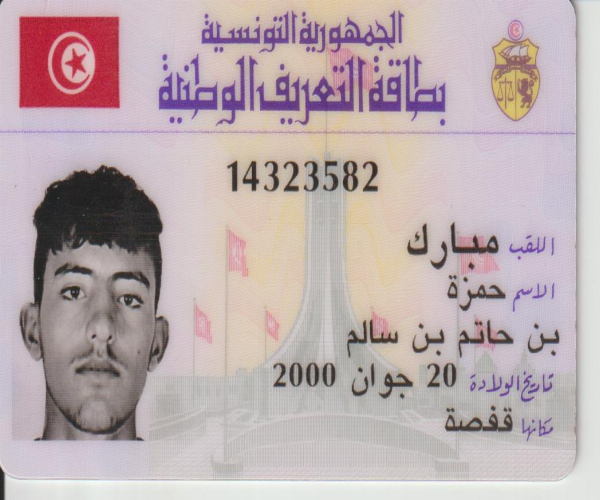 الجمهورية التونسية
بطاقة التعريف الوطنية
14323582
اللقب مبارك
الاسم حمزة
بن حاتم بن سالم
تاريخ الولادة 20 جوان 2000
مكانها قفصة